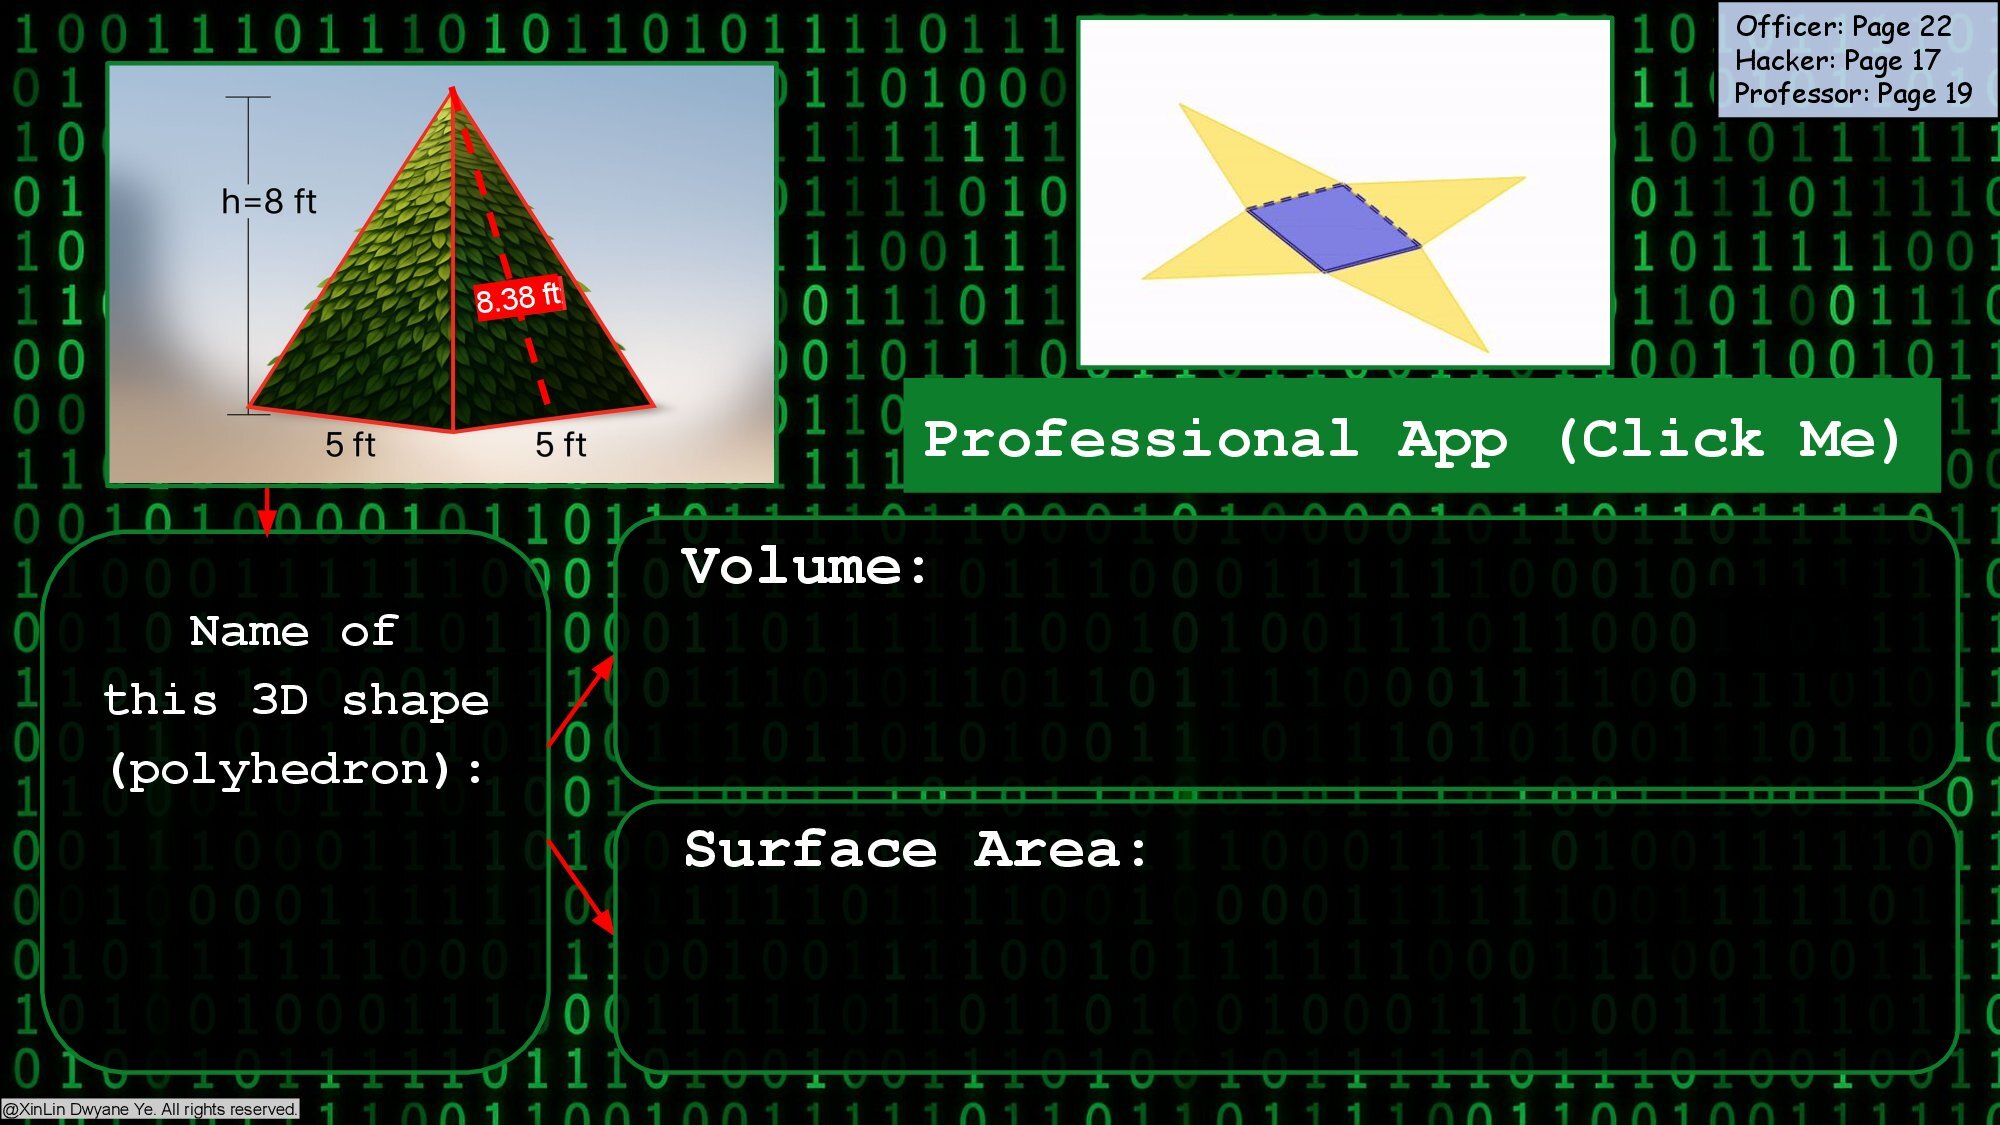 Officer: Page 22
Hacker: Page 17
Professor: Page 19
h=8 ft
8.38 ft
5 ft
5 ft
Professional App (Click Me)
Name of
this 3D shape
(polyhedron):
Volume:
Surface Area:
@XinLin Dwyane Ye. All rights reserved.